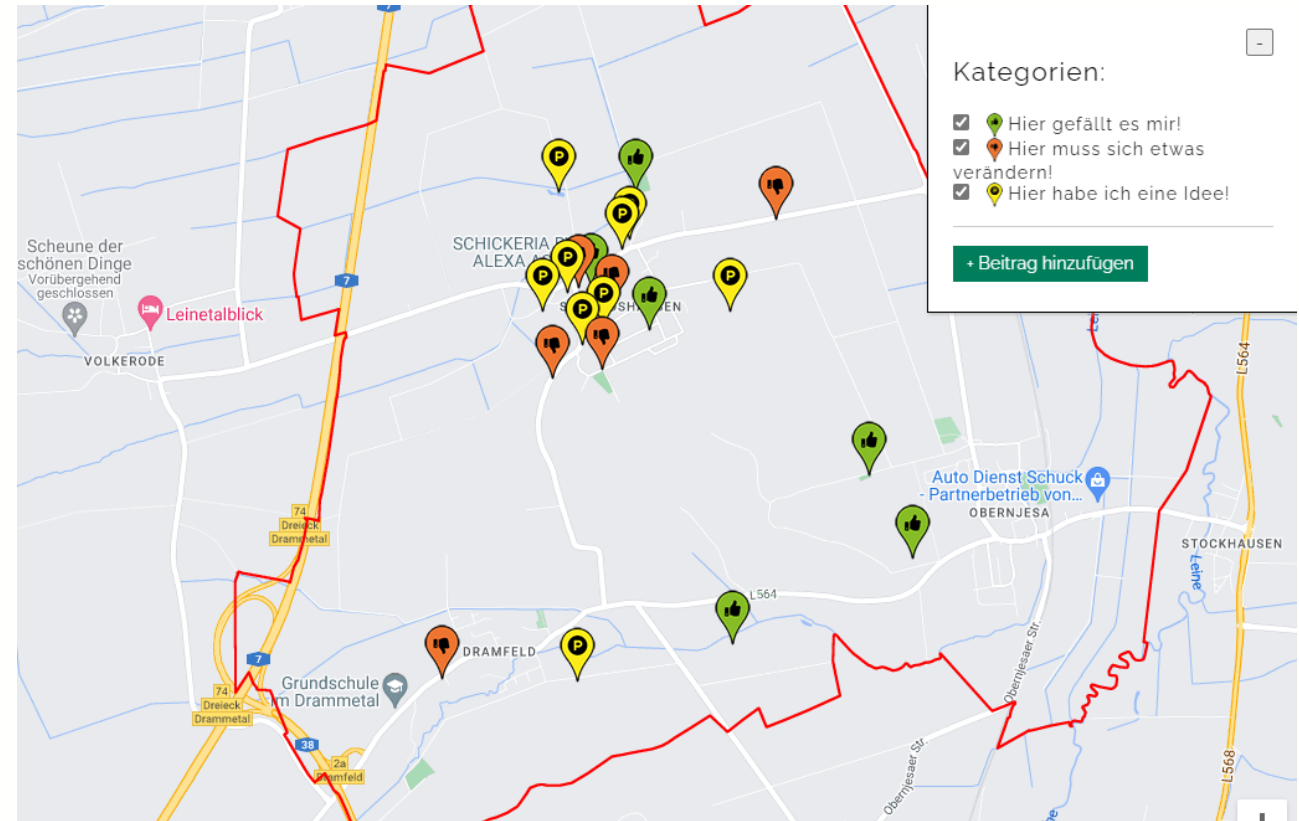 7
Kategorien:
-
Hier gefällt es mir!
Hier muss sich etwas
verändern!
Hier habe ich eine Idee!
+ Beitrag hinzufügen
Scheune der
schönen Dinge
Vorübergehend
geschlossen
Leinetalblick
VOLKERODE
7
SCHICKERIA
ALEXA
P
P
P
P
P
P
P
P
L564
Auto Dienst Schuck
- Partnerbetrieb von...
OBERNJESA
STOCKHAUSEN
Leine
74
Dreieck
Drammetal
L564
DRAMFELD
P
7
Grundschule
im Drammetal
74
Dreieck
Drammetal
38
2a
Dramfeld
Obernjesaer Str.
Obernjesaer Str.
L568